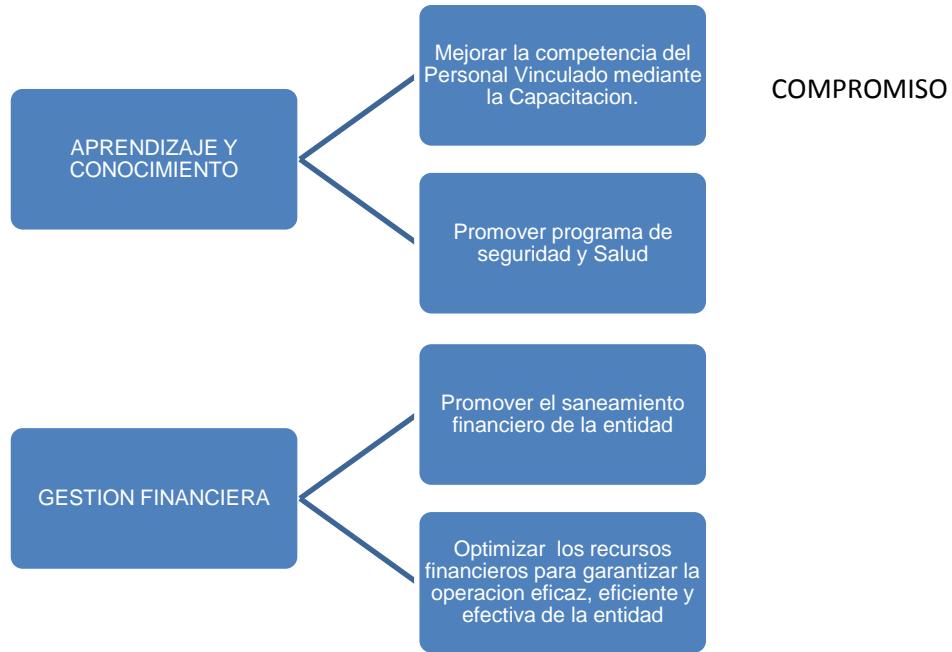 Mejorar la competencia del
Personal Vinculado mediante
la Capacitacion.
COMPROMISO
APRENDIZAJE Y
CONOCIMIENTO
Promover programa de
seguridad y Salud
Promover el saneamiento
financiero de la entidad
GESTION FINANCIERA
Optimizar los recursos
financieros para garantizar la
operacion eficaz, eficiente y
efectiva de la entidad